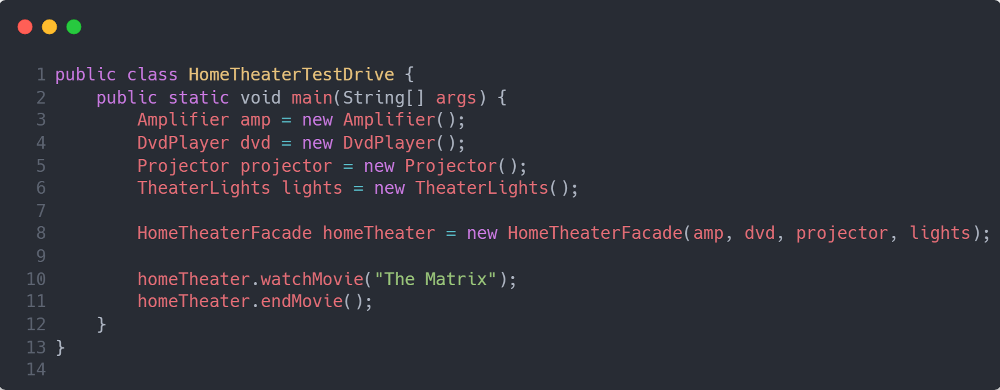 1 public class HomeTheaterTestDrive {
2     public static void main(String[] args) {
3         Amplifier amp = new Amplifier();
4         DvdPlayer dvd = new DvdPlayer();
5         Projector projector = new Projector();
6         TheaterLights lights = new TheaterLights();
7
8         HomeTheaterFacade homeTheater = new HomeTheaterFacade(amp, dvd, projector, lights);
9
10         homeTheater.watchMovie("The Matrix");
11         homeTheater.endMovie();
12     }
13 }
14